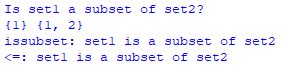 Is set1 a subset of set2?
{1} {1, 2}
issubset: set1 is a subset of set2
<=: set1 is a subset of set2